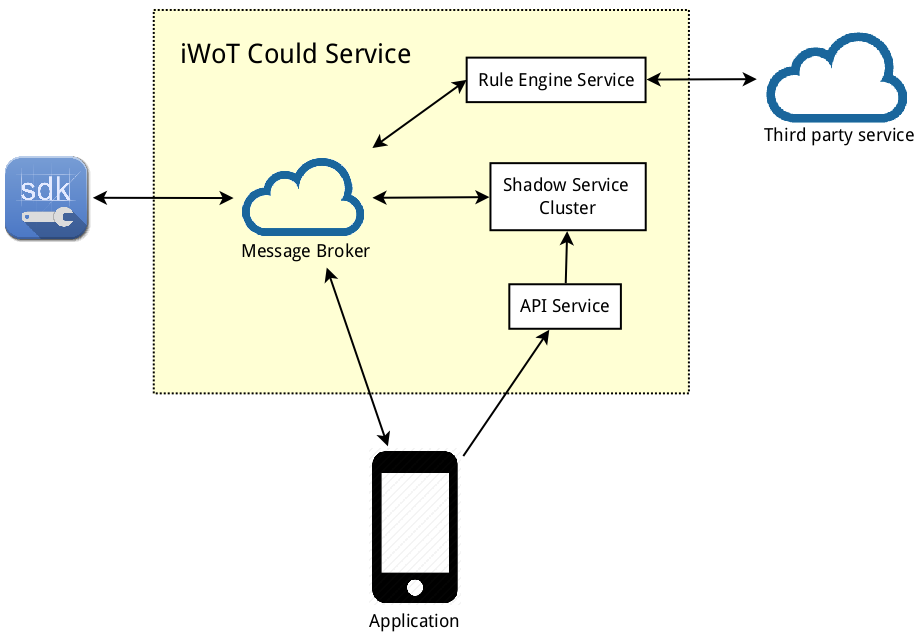 iWoT Could Service
Rule Engine Service
Third party service
sdk
Shadow Service
Cluster
Message Broker
API Service
Application